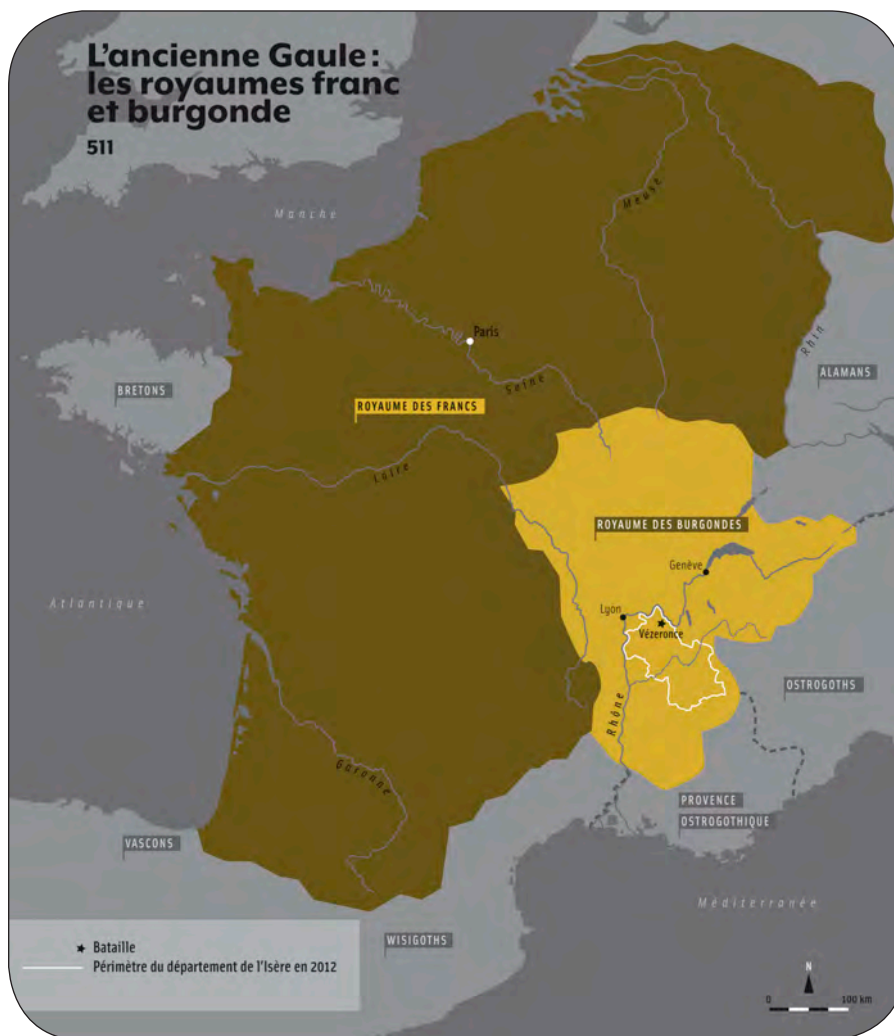 L'ancienne Gaule :
les royaumes franc
et burgonde
511
Manche
Meuse
Paris
Rhin
ALAMANS
BRETONS
ROYAUME DES FRANCS
Seine
Loire
ROYAUME DES BURGONDES
Genève
Atlantique
Lyon
Vézeronce
OSTROGOTHS
Rhône
Garonne
PROVENCE
OSTROGOTHIQUE
VASCONS
Méditerranée
WISIGOTHS
Bataille
Périmètre du département de l'Isère en 2012
N
0 100 km